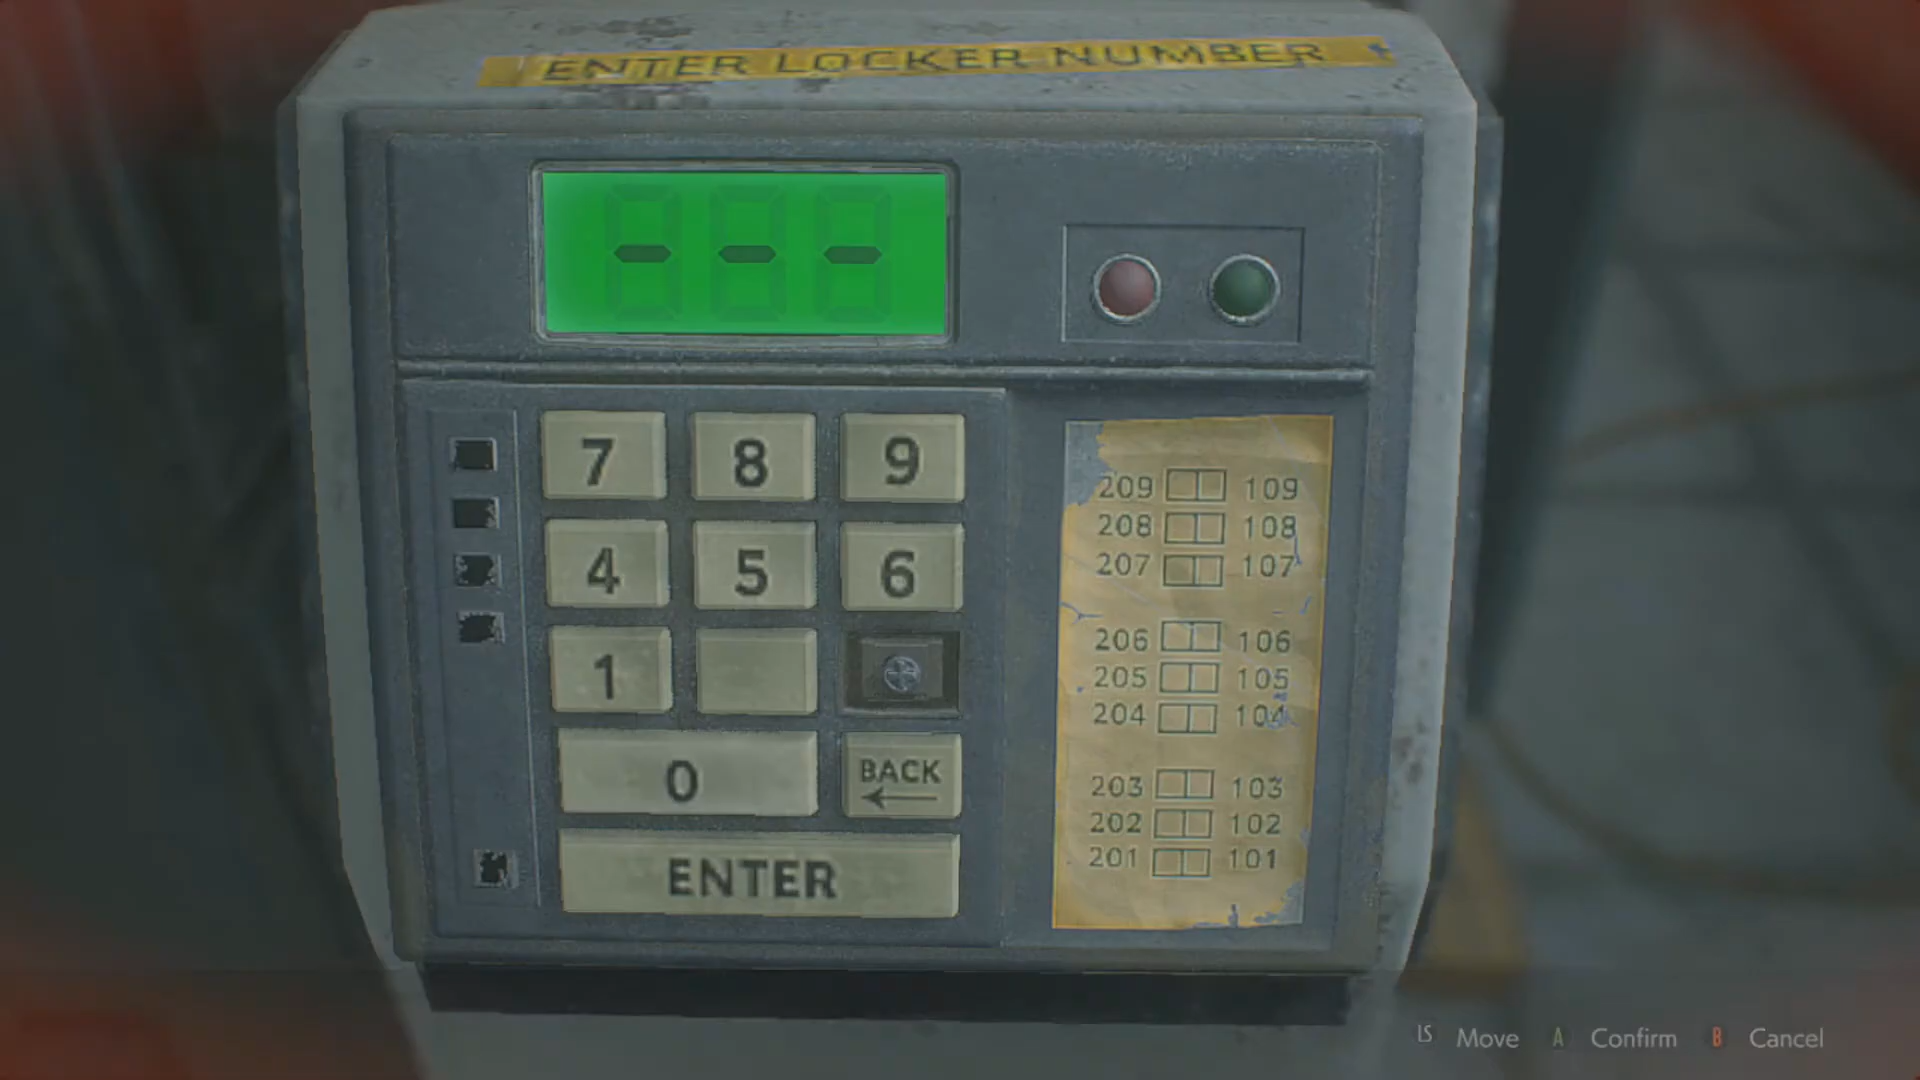 ENTER LOCKER NUMBER
7 8 9
4 5 6
1
0 BACK
ENTER
209 109
208 108
207 107
206 106
205 105
204 104
203 103
202 102
201 101
LS Move A Confirm B Cancel